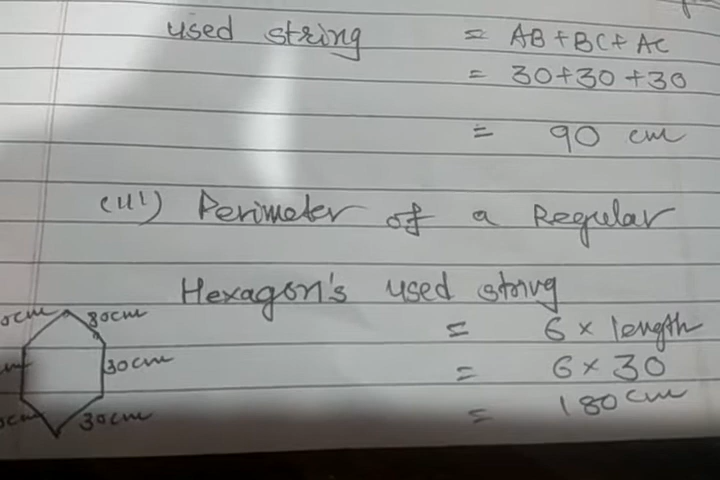 used string = AB + BC + AC
= 30 + 30 + 30
= 90 cm
(iii) Perimeter of a Regular
Hexagon's used string
= 6 × length
= 6 × 30
= 180 cm
30cm
30cm
30cm